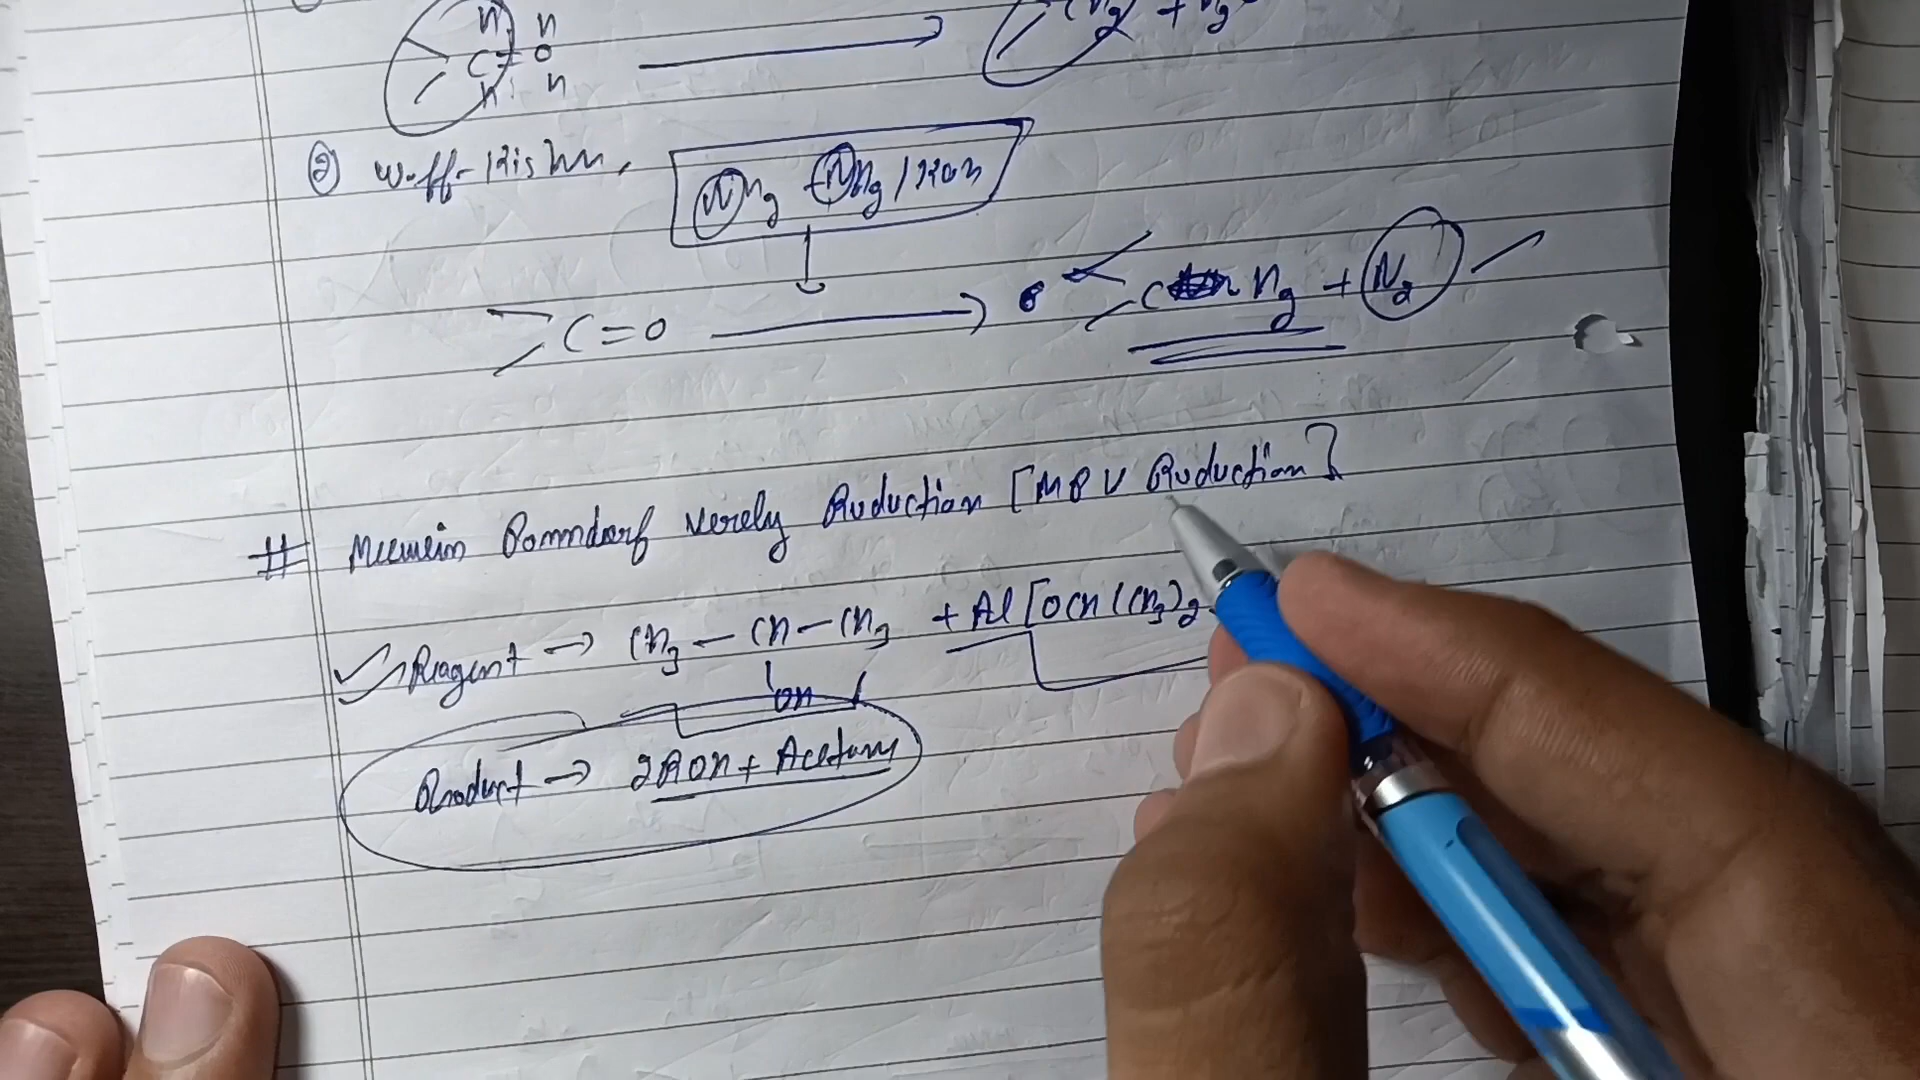 H H
C=O
H H
② Wolff-Kishner,
NH2 - NH2 / KOH
C=O → CH2 + N2
# Meerwein Ponndorf Verely Reduction [MPV Reduction]
Reagent → CH3 - CH - CH3 + Al[OCH(CH3)2
OH
Product → 2ROH + Acetone